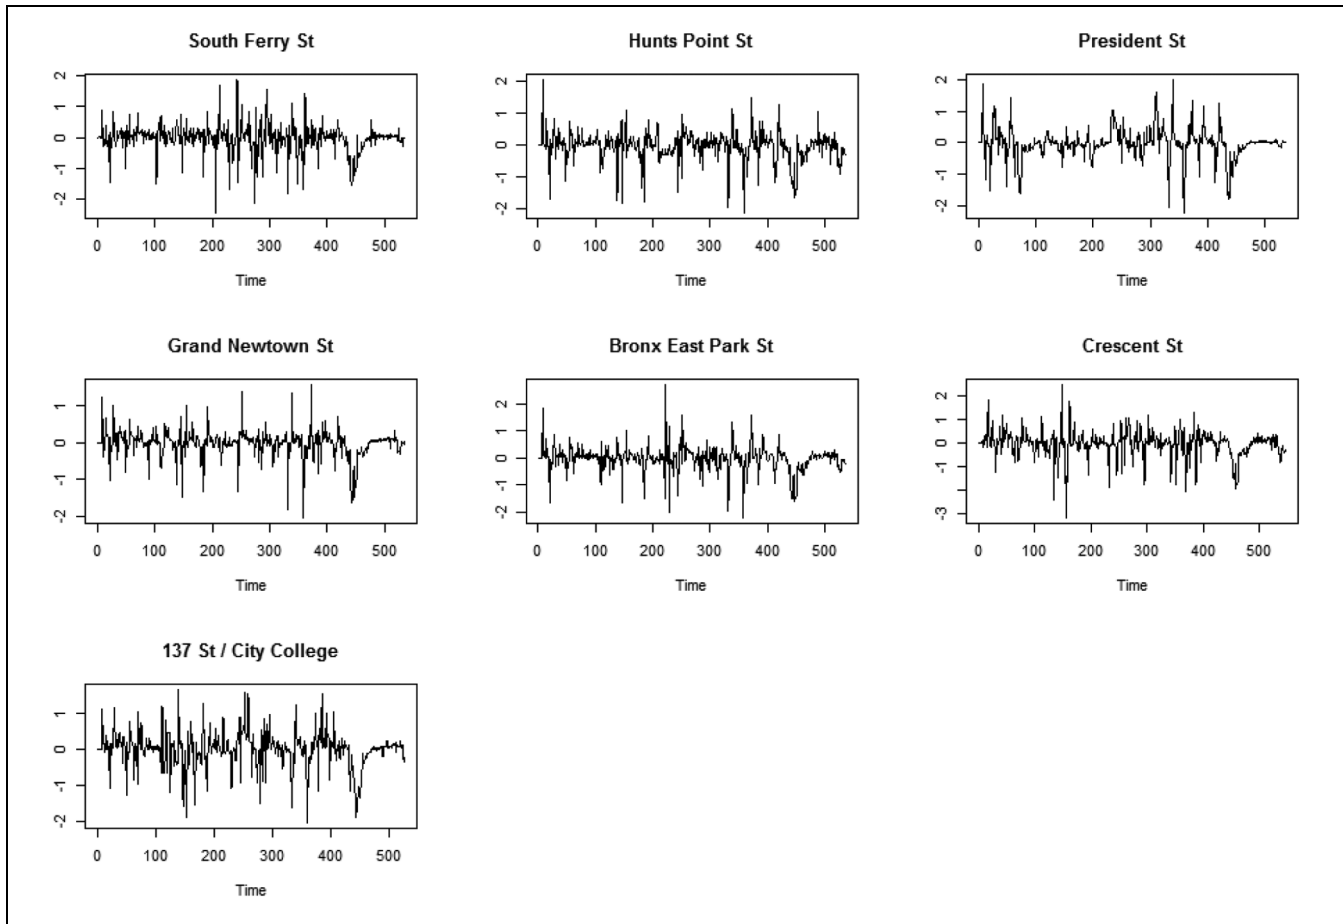 South Ferry St
2
1
0
-1
-2
0 100 200 300 400 500
Time
Hunts Point St
2
1
0
-1
-2
0 100 200 300 400 500
Time
President St
2
1
0
-1
-2
0 100 200 300 400 500
Time
Grand Newtown St
1
0
-1
-2
0 100 200 300 400 500
Time
Bronx East Park St
2
1
0
-1
-2
0 100 200 300 400 500
Time
Crescent St
2
1
0
-1
-3
0 100 200 300 400 500
Time
137 St / City College
1
0
-1
-2
0 100 200 300 400 500
Time